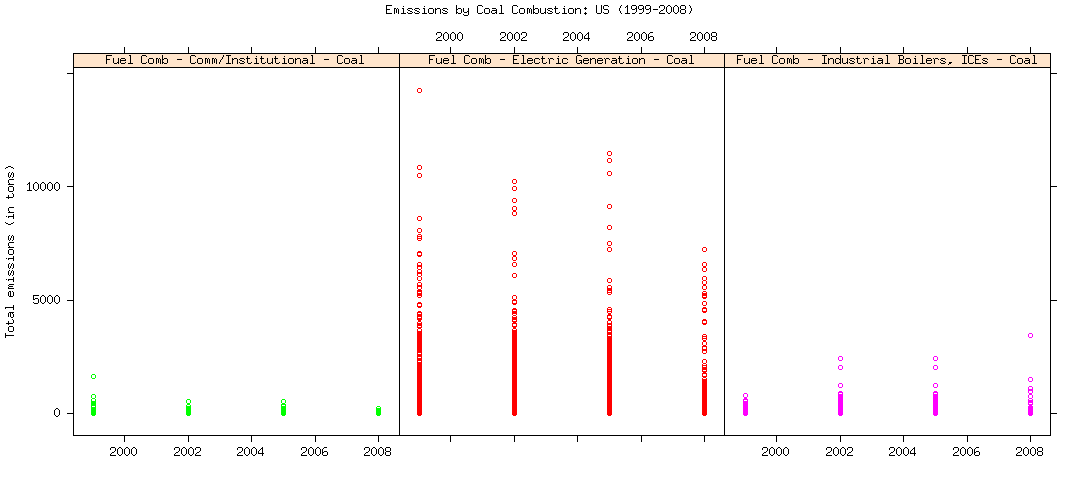 Emissions by Coal Combustion: US (1999-2008)
2000 2002 2004 2006 2008
Fuel Comb - Comm/Institutional - Coal
Fuel Comb - Electric Generation - Coal
Fuel Comb - Industrial Boilers, ICEs - Coal
Total emissions (in tons)
10000
5000
0
2000 2002 2004 2006 2008
2000 2002 2004 2006 2008